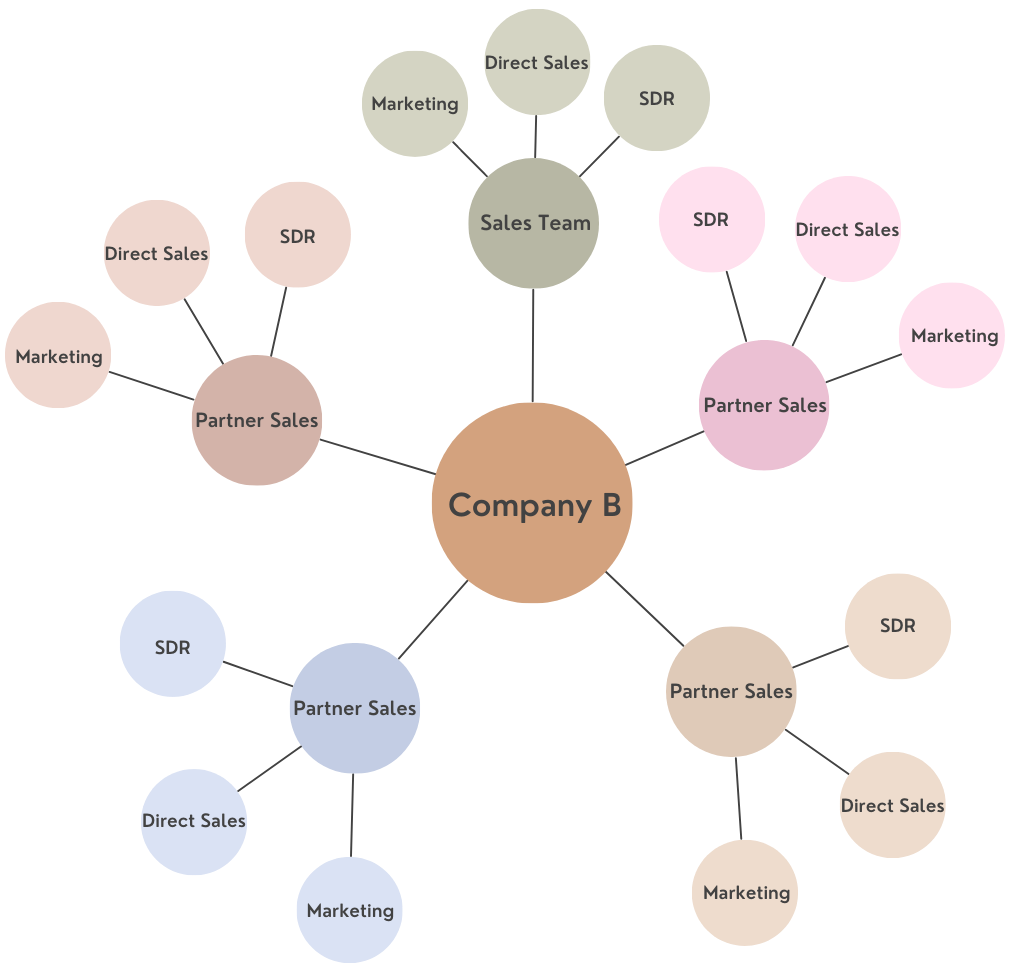 Direct Sales
SDR
Marketing
Sales Team
SDR
Direct Sales
Marketing
SDR
Direct Sales
Marketing
Partner Sales
Partner Sales
Company B
SDR
Partner Sales
Direct Sales
Marketing
SDR
Partner Sales
Direct Sales
Marketing